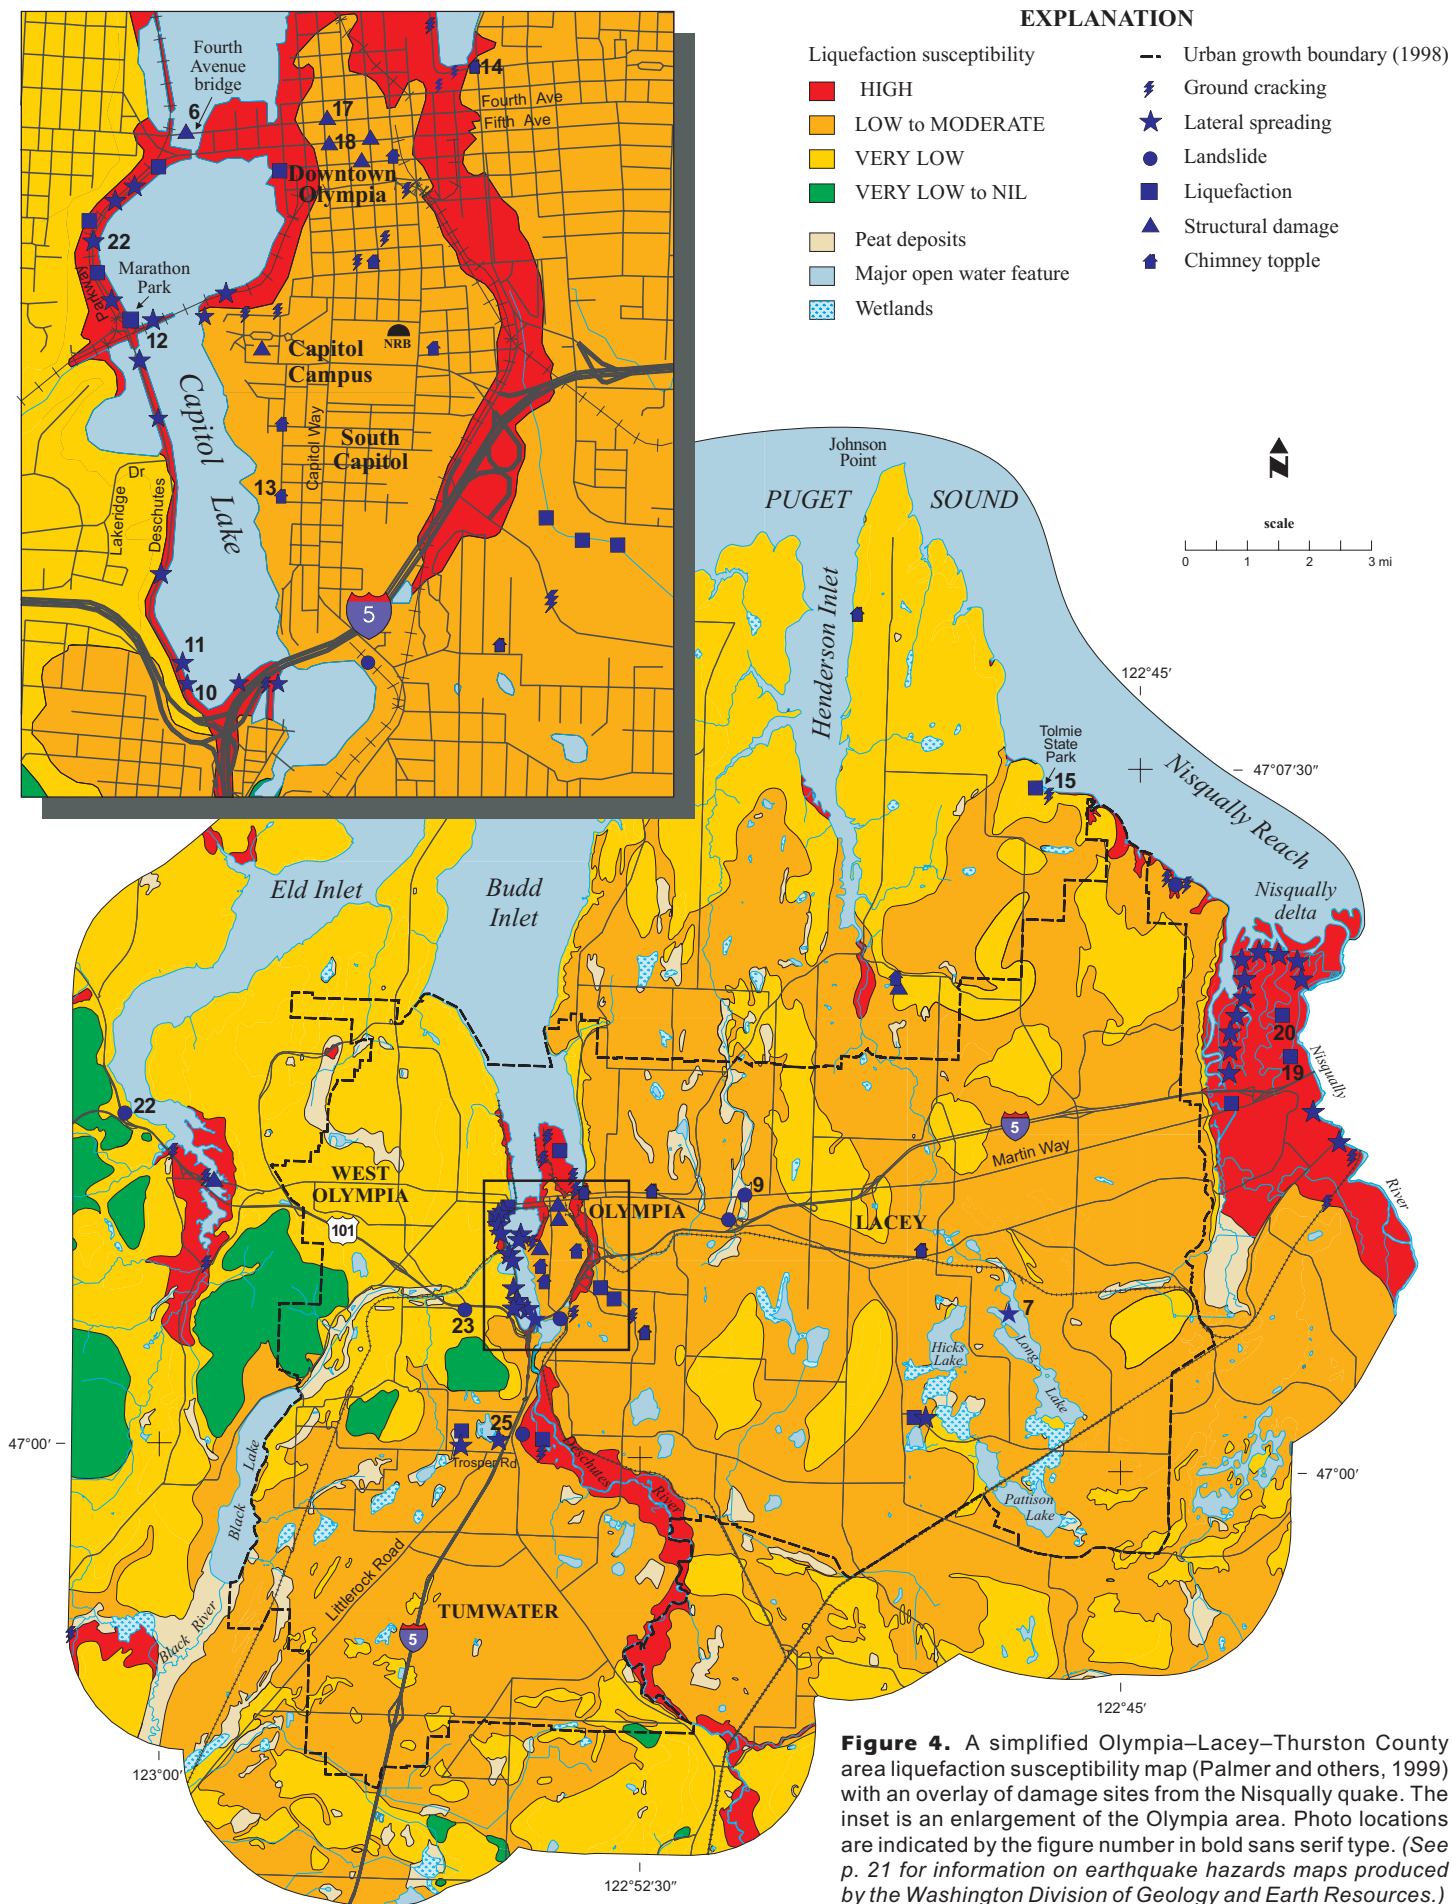 EXPLANATION
Liquefaction susceptibility
HIGH
LOW to MODERATE
VERY LOW
VERY LOW to NIL
Peat deposits
Major open water feature
Wetlands
Urban growth boundary (1998)
Ground cracking
Lateral spreading
Landslide
Liquefaction
Structural damage
Chimney topple
Fourth
Avenue
bridge
6
14
17
Fourth Ave
Fifth Ave
18
Downtown
Olympia
22
Marathon
Park
Parkway
12
NRB
Capitol
Campus
Capitol
Lake
Capitol Way
South
Capitol
13
Dr
Lakeridge
Deschutes
5
11
10
N
scale
0 1 2 3 mi
Johnson
Point
PUGET SOUND
Henderson Inlet
122°45′
Tolmie
State
Park
15
47°07′30″
Nisqually Reach
Nisqually
delta
Eld Inlet
Budd
Inlet
20
19
Nisqually
River
22
5
Martin Way
WEST
OLYMPIA
101
OLYMPIA
9
LACEY
23
7
Hicks
Lake
Long
Lake
25
Trosper Rd
Deschutes
River
47°00′
47°00′
Black
Lake
Pattison
Lake
Littlerock Road
TUMWATER
5
Black River
123°00′
122°45′
122°52′30″
Figure 4. A simplified Olympia–Lacey–Thurston County
area liquefaction susceptibility map (Palmer and others, 1999)
with an overlay of damage sites from the Nisqually quake. The
inset is an enlargement of the Olympia area. Photo locations
are indicated by the figure number in bold sans serif type. (See
p. 21 for information on earthquake hazards maps produced
by the Washington Division of Geology and Earth Resources.)